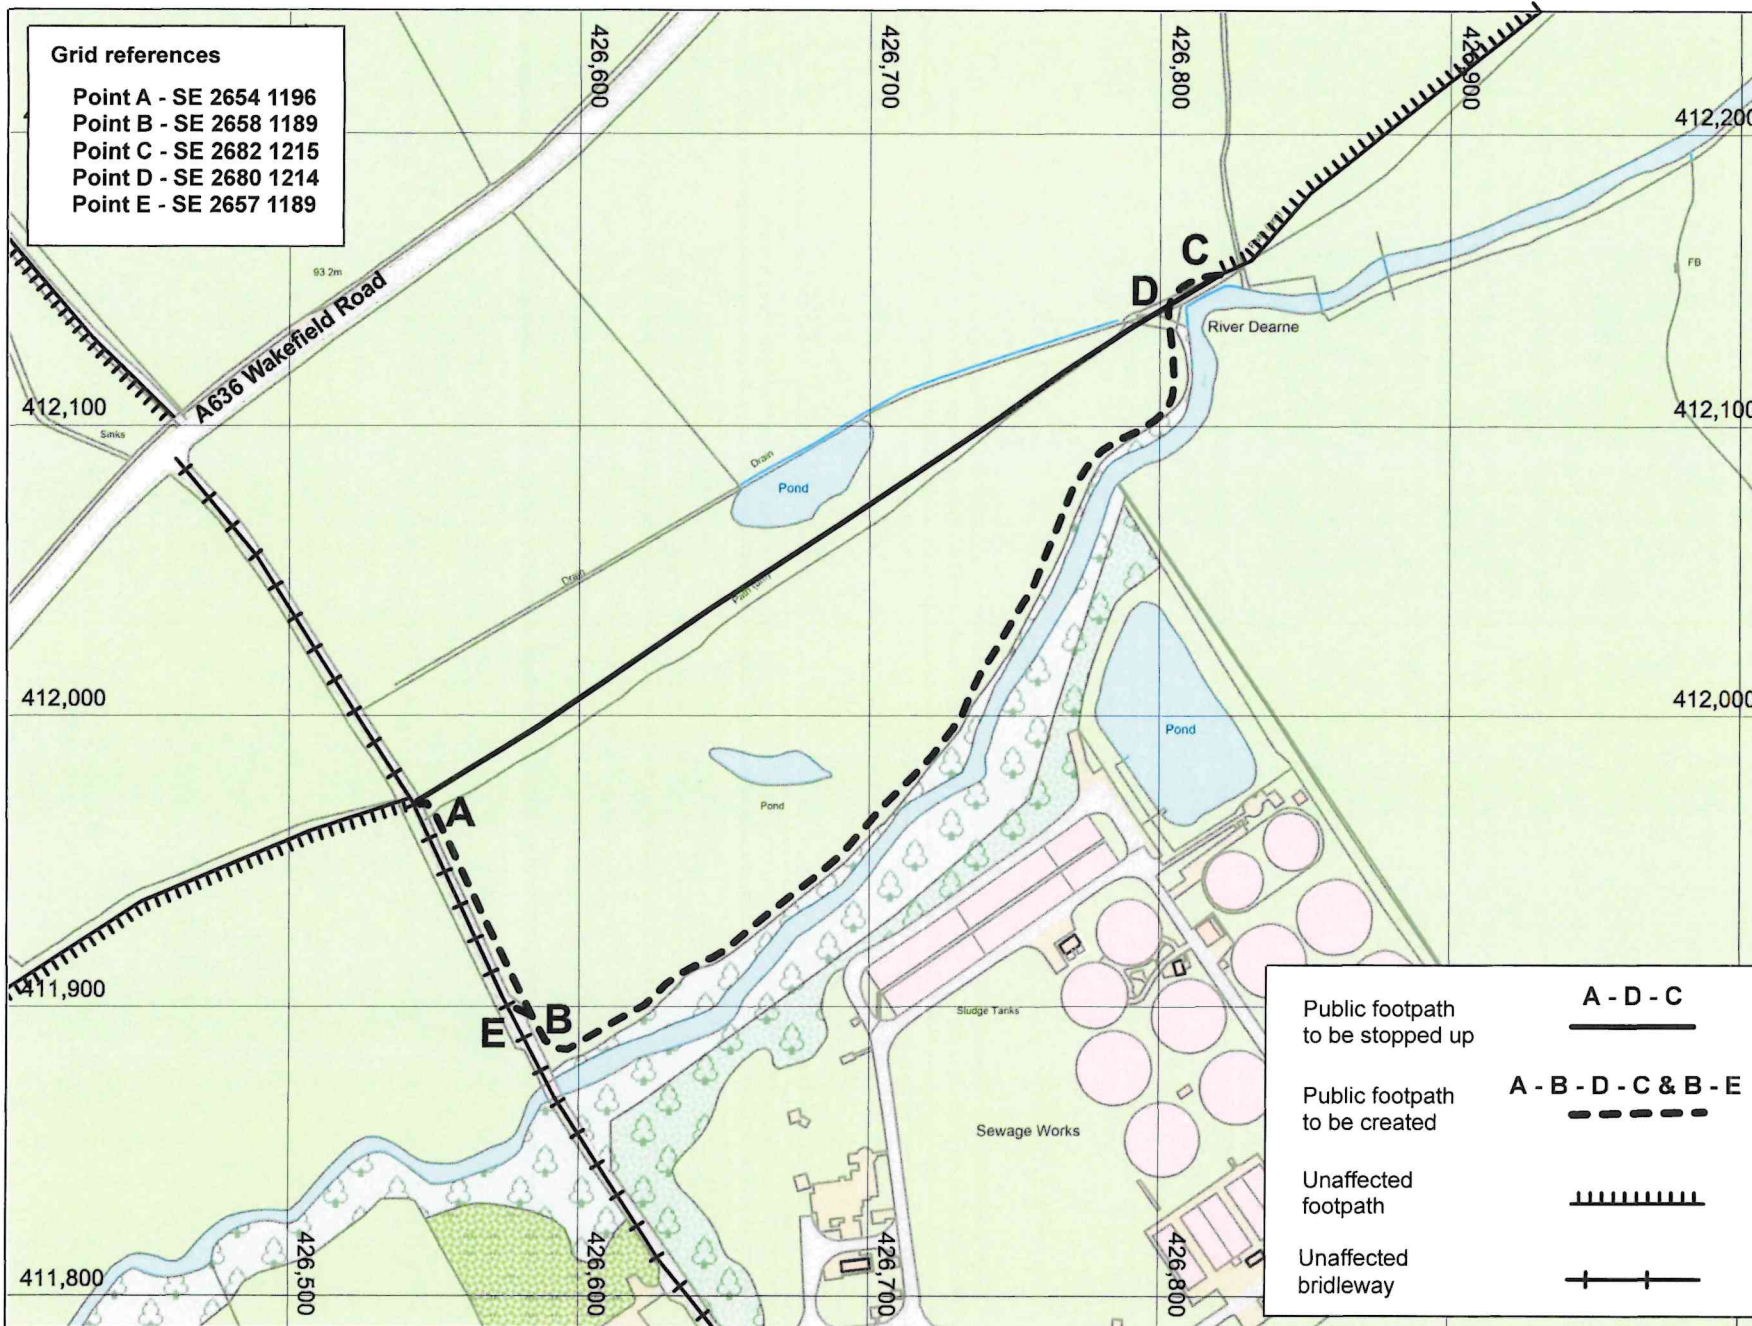 Grid references
Point A - SE 2654 1196
Point B - SE 2658 1189
Point C - SE 2682 1215
Point D - SE 2680 1214
Point E - SE 2657 1189
426,600
426,700
426,800
426,900
412,200
93.2m
A636 Wakefield Road
C
D
River Dearne
FB
412,100
Sinks
412,100
Drain
Pond
Drain
Path (um)
412,000
412,000
Pond
A
Pond
411,900
E
B
Sludge Tanks
Sewage Works
411,800
426,500
426,600
426,700
426,800
Public footpath
to be stopped up
A - D - C
Public footpath
to be created
A - B - D - C & B - E
Unaffected
footpath
Unaffected
bridleway